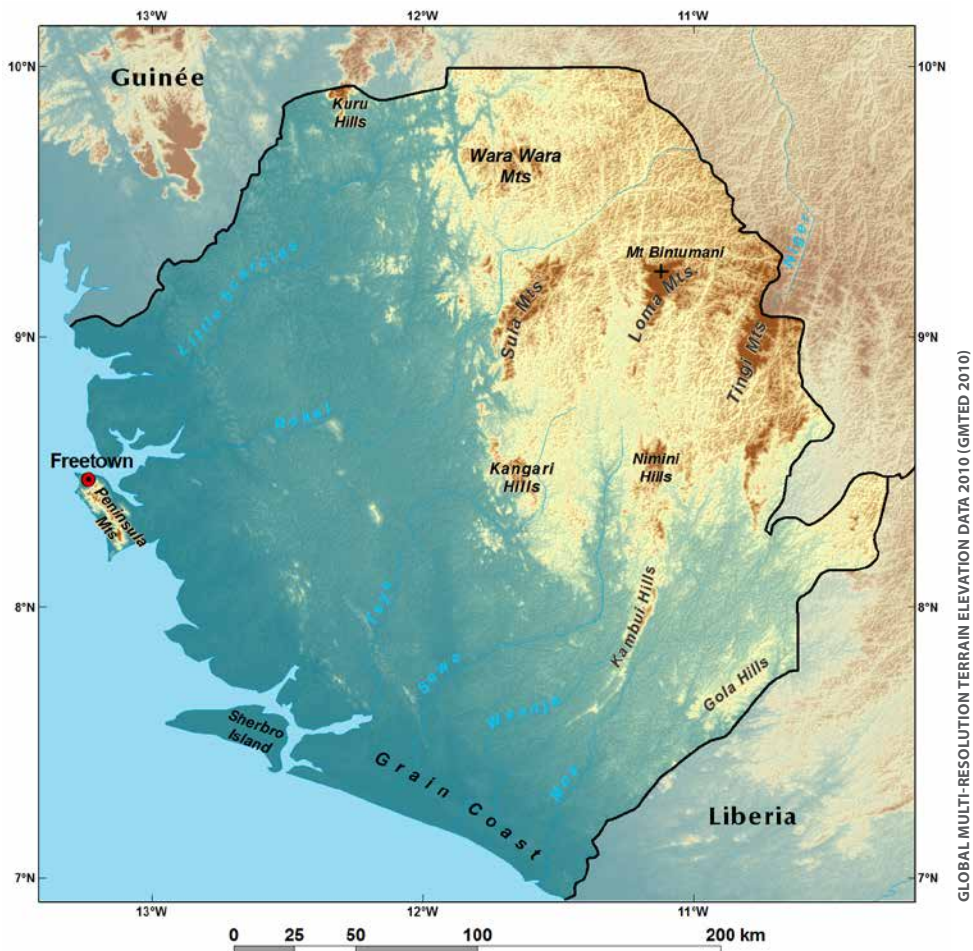 13°W 12°W 11°W
10°N 10°N
Guinée
Kuru
Hills
Wara Wara
Mts
Mt Bintumani
Niger
Little Scarcies
Sula Mts
Loma Mts
9°N 9°N
Tingi Mts
Rokel
Freetown
Kangari
Hills
Nimini
Hills
Peninsula
Mts
8°N 8°N
Kambui Hills
Sewa
Gola Hills
Waanje
Sherbro
Island
Grain Coast
Moa
Liberia
7°N 7°N
13°W 12°W 11°W
0 25 50 100 200 km
GLOBAL MULTI-RESOLUTION TERRAIN ELEVATION DATA 2010 (GMTED 2010)